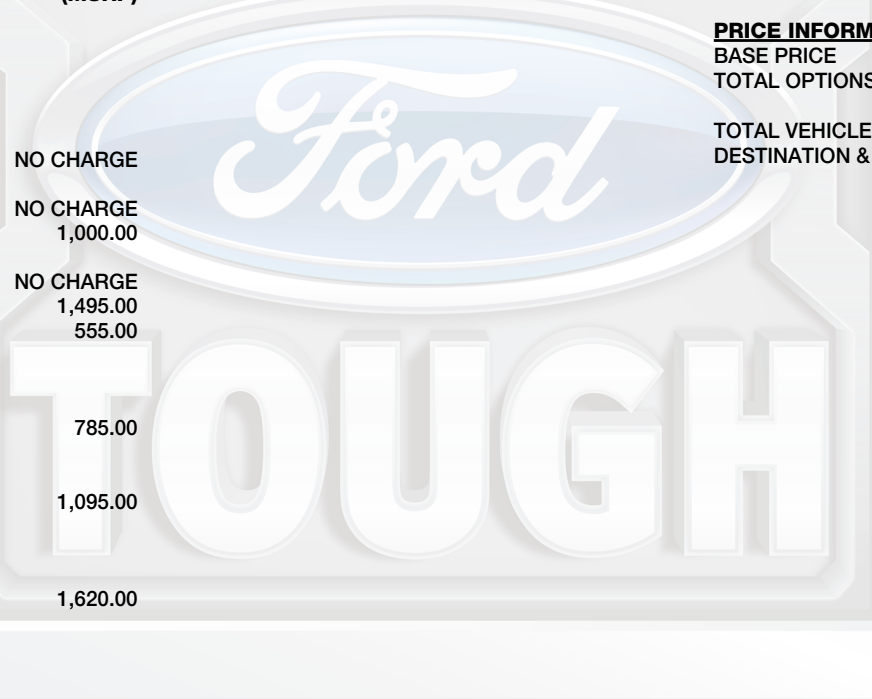 NO CHARGE
NO CHARGE
1,000.00
NO CHARGE
1,495.00
555.00
785.00
1,095.00
1,620.00
PRICE INFORM
BASE PRICE
TOTAL OPTIONS
TOTAL VEHICLE
DESTINATION &
Ford
TOUGH